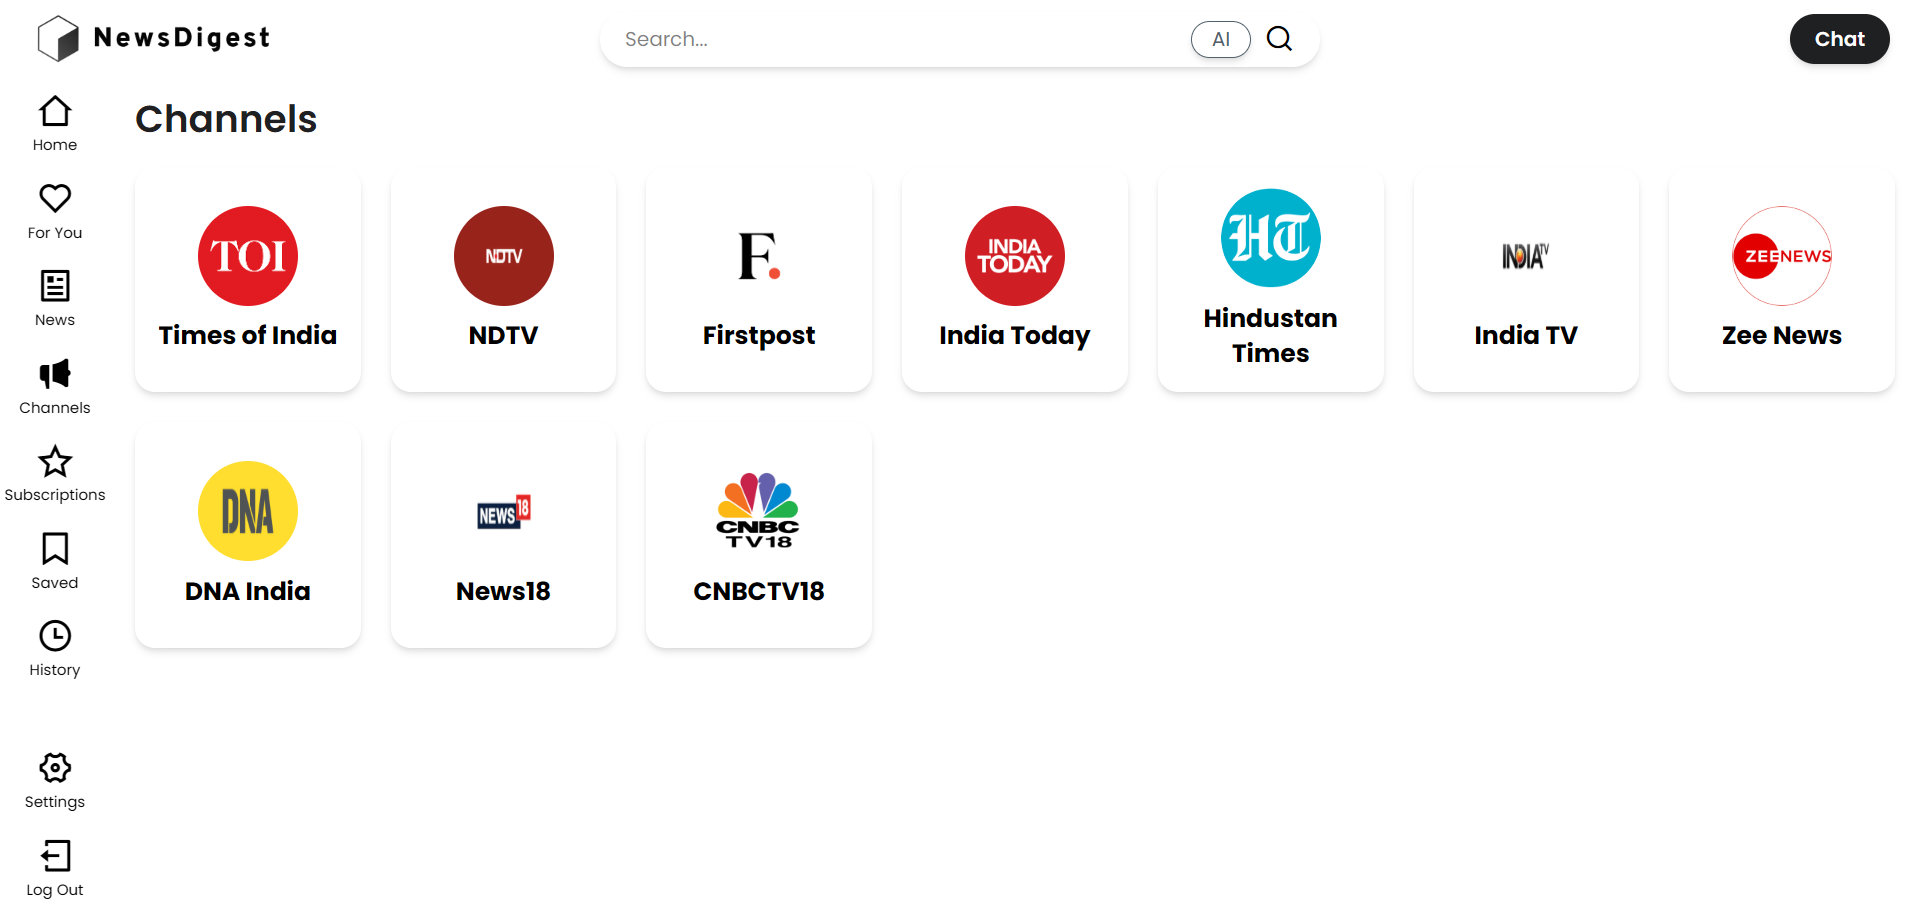 NewsDigest
Search...
AI
Chat
Home
For You
News
Channels
Subscriptions
Saved
History
Settings
Log Out
Channels
TOI
Times of India
NDTV
NDTV
F.
Firstpost
INDIA
TODAY
India Today
HT
Hindustan
Times
INDIA TV
India TV
ZEENEWS
Zee News
DNA
DNA India
NEWS 18
News18
CNBC
TV18
CNBCTV18